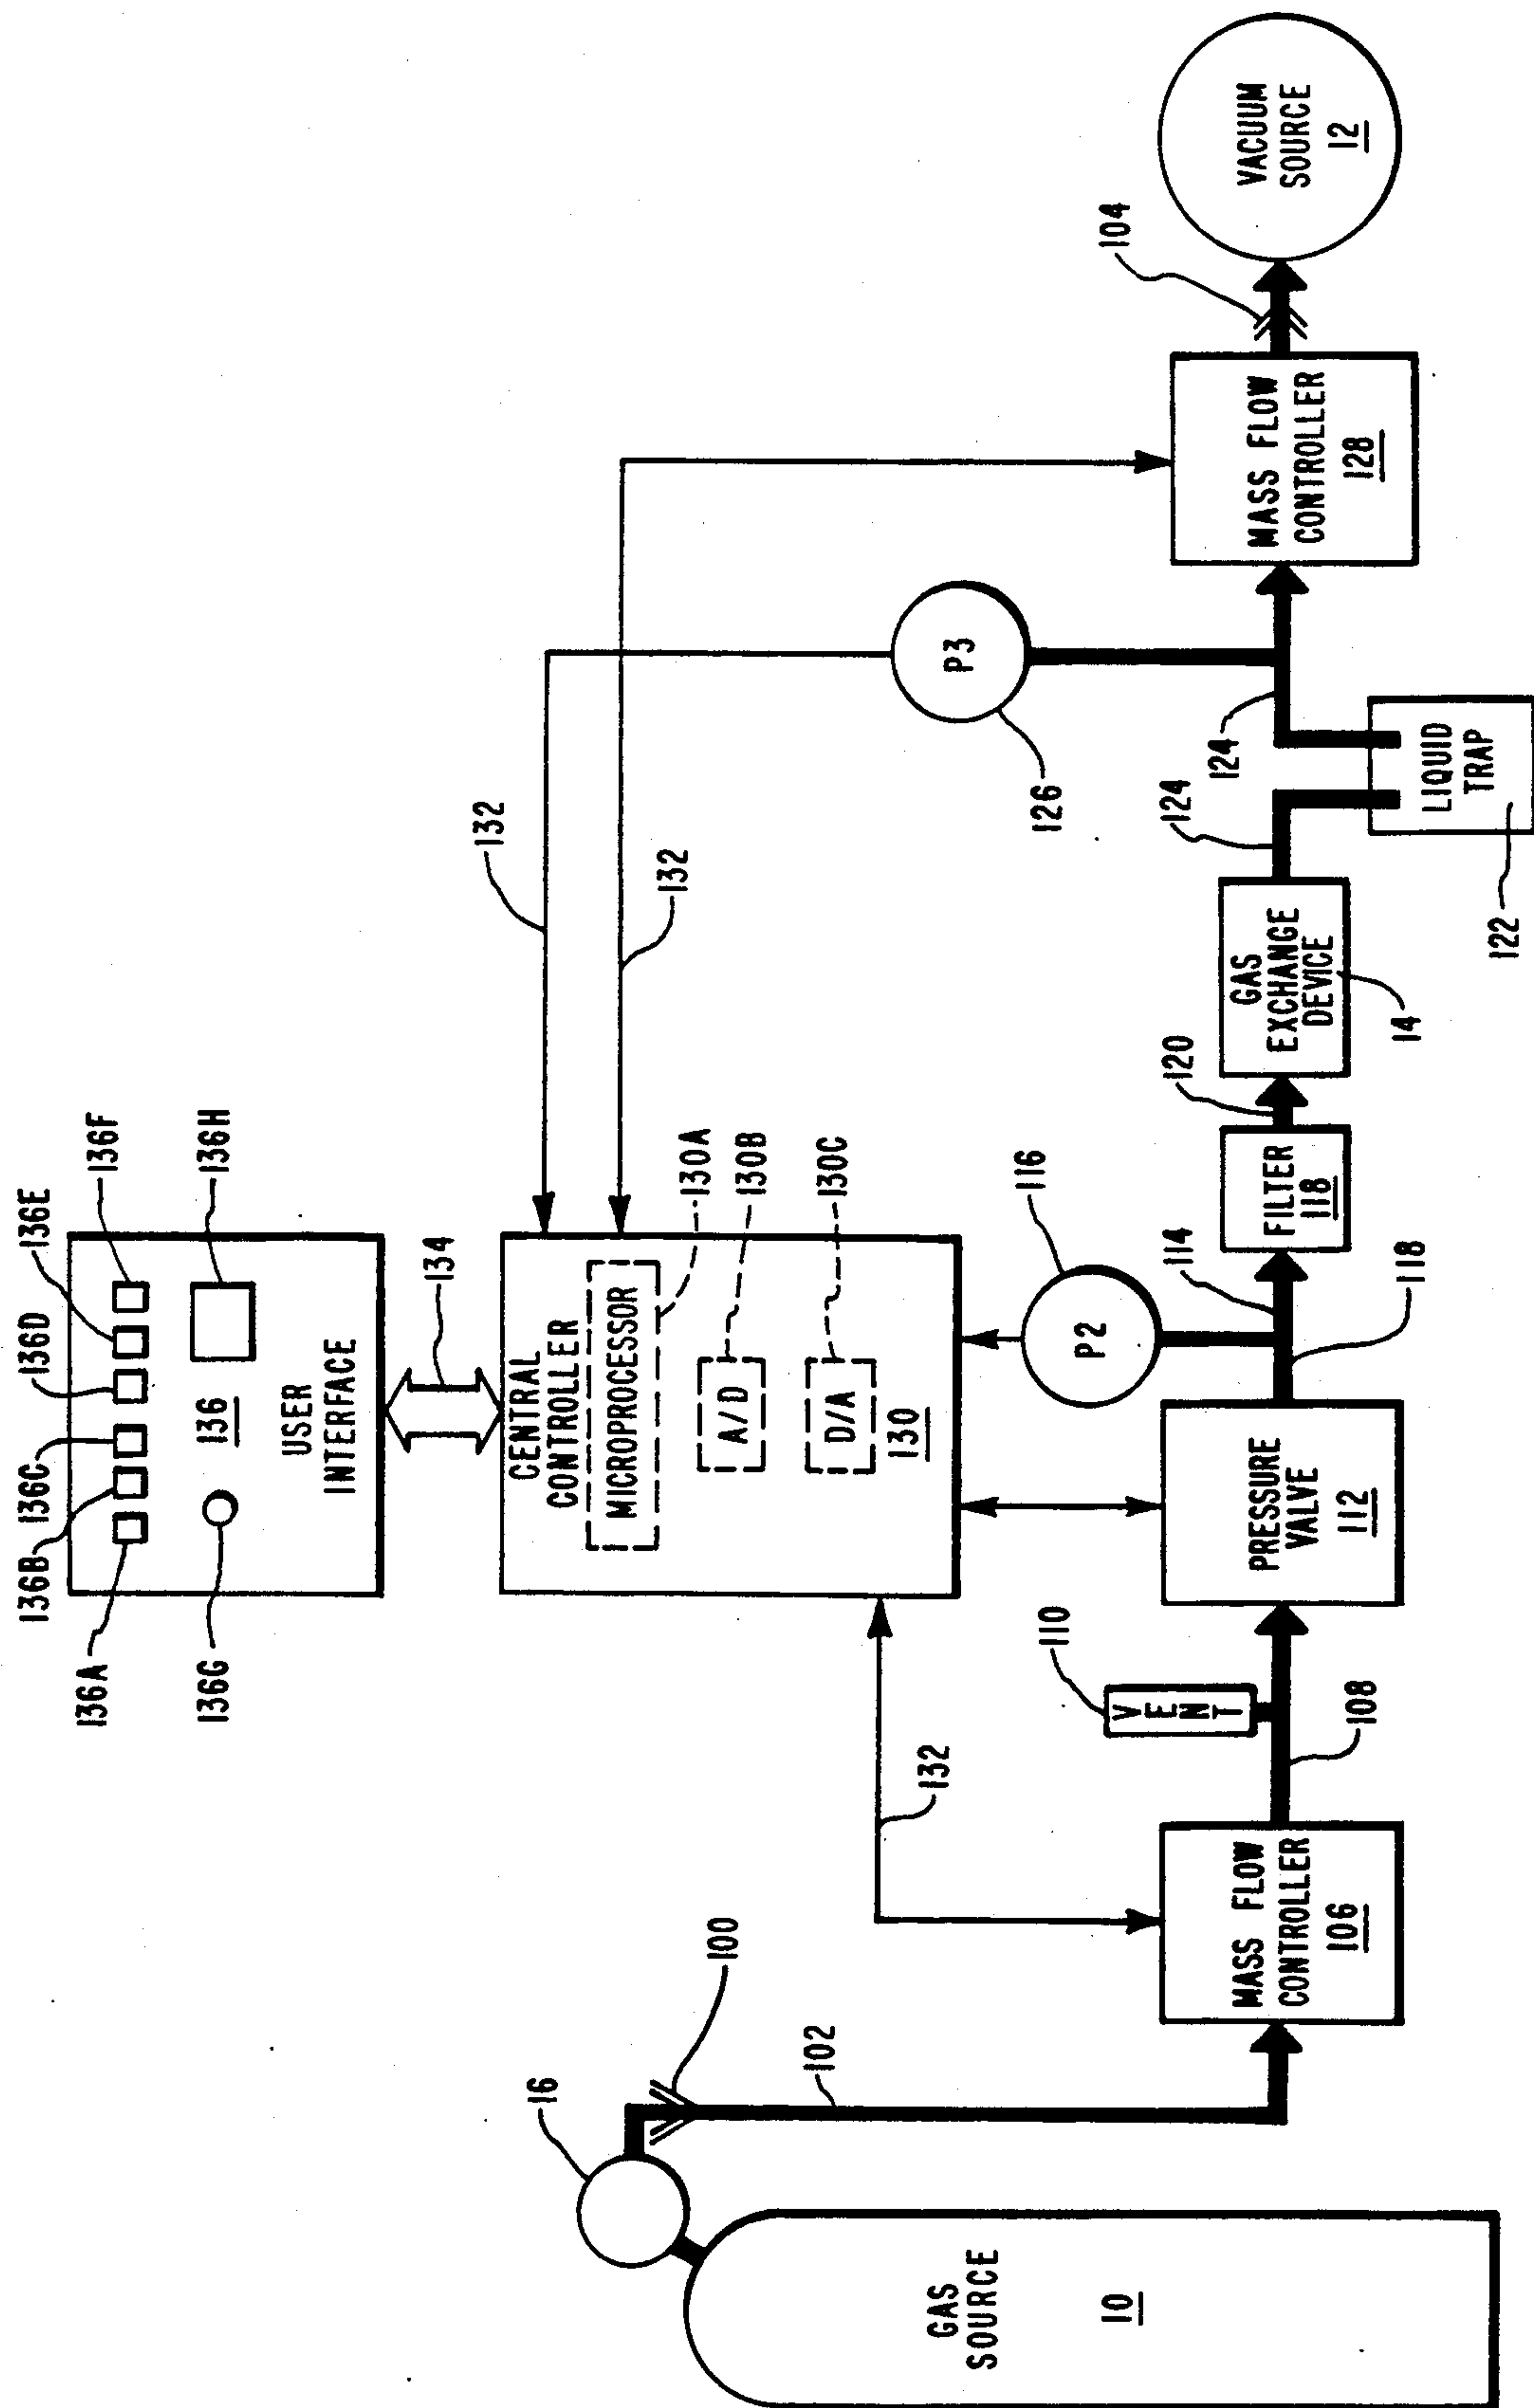 136A
136B
136C
136D
136E
136F
136G
136
136H
USER
INTERFACE
134
132
132
CENTRAL
CONTROLLER
MICROPROCESSOR
A/D
D/A
130
130A
130B
130C
16
100
102
132
GAS
SOURCE
10
MASS FLOW
CONTROLLER
106
108
110
VENT
PRESSURE
VALVE
112
118
P2
116
114
FILTER
118
120
GAS
EXCHANGE
DEVICE
14
124
124
LIQUID
TRAP
122
P3
126
MASS FLOW
CONTROLLER
128
104
VACUUM
SOURCE
12